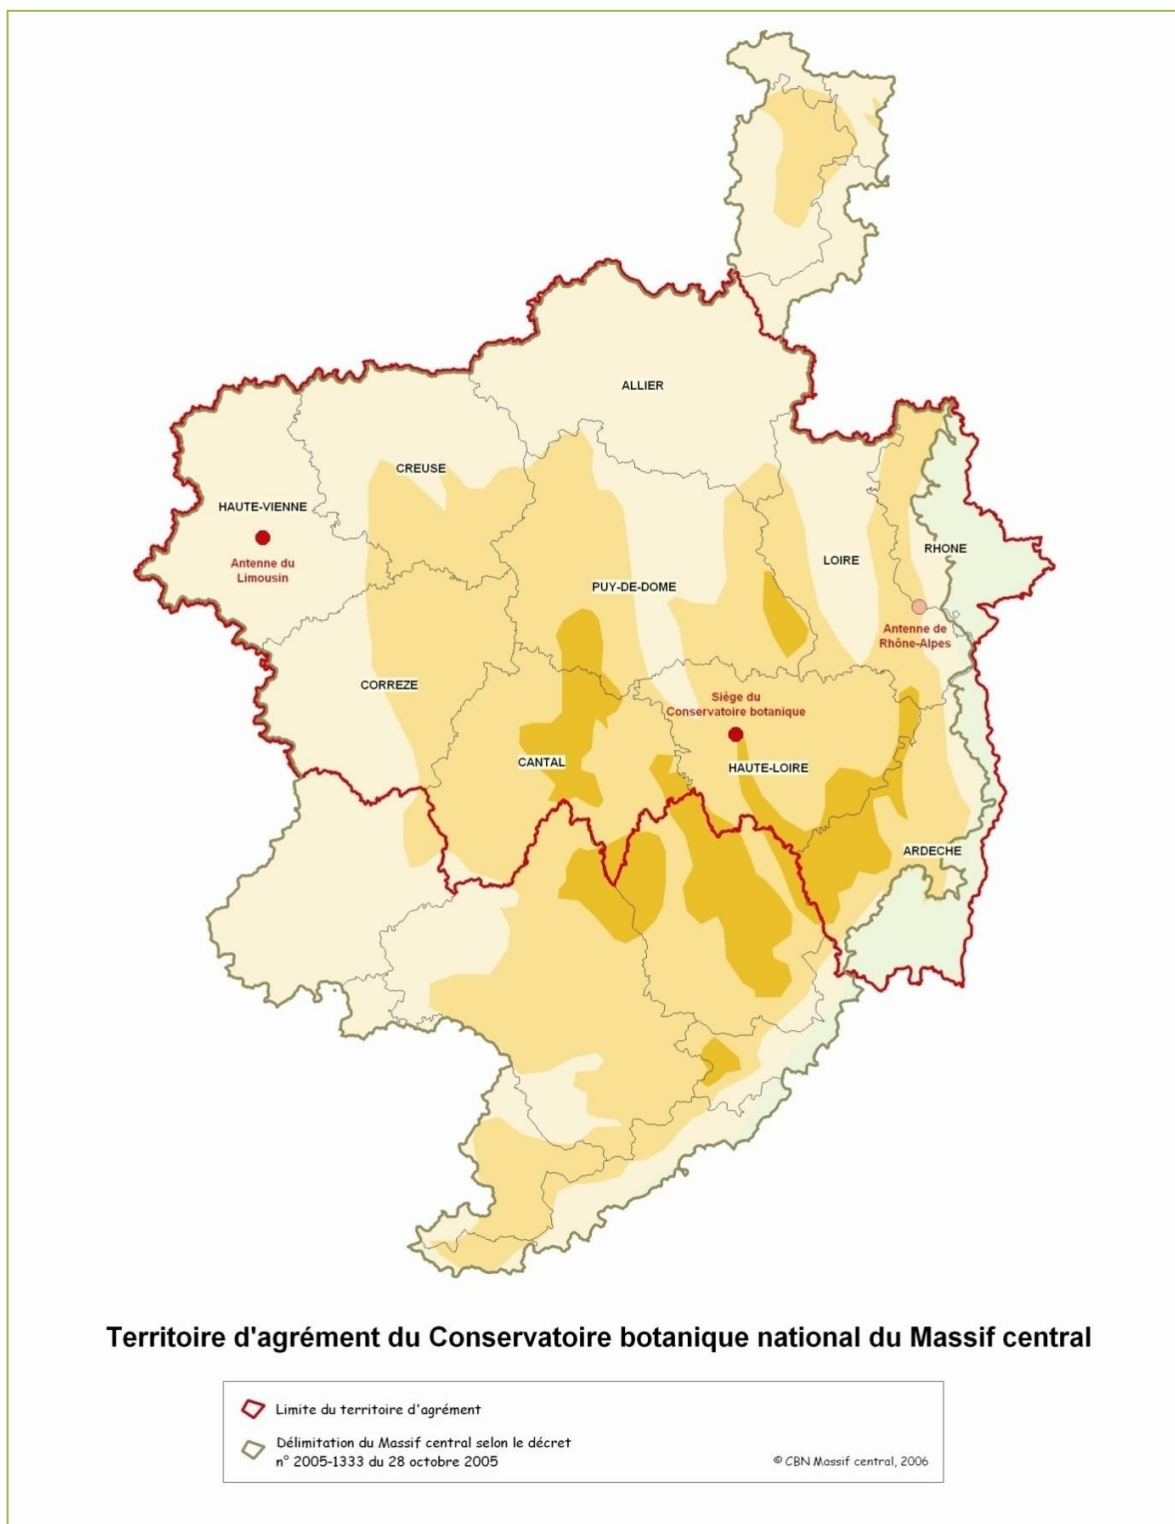 ALLIER
CREUSE
HAUTE-VIENNE
Antenne du
Limousin
RHONE
LOIRE
PUY-DE-DOME
Antenne de
Rhône-Alpes
CORREZE
Siège du
Conservatoire botanique
CANTAL
HAUTE-LOIRE
ARDECHE
Territoire d'agrément du Conservatoire botanique national du Massif central
Limite du territoire d'agrément
Délimitation du Massif central selon le décret
n° 2005-1333 du 28 octobre 2005
© CBN Massif central, 2006